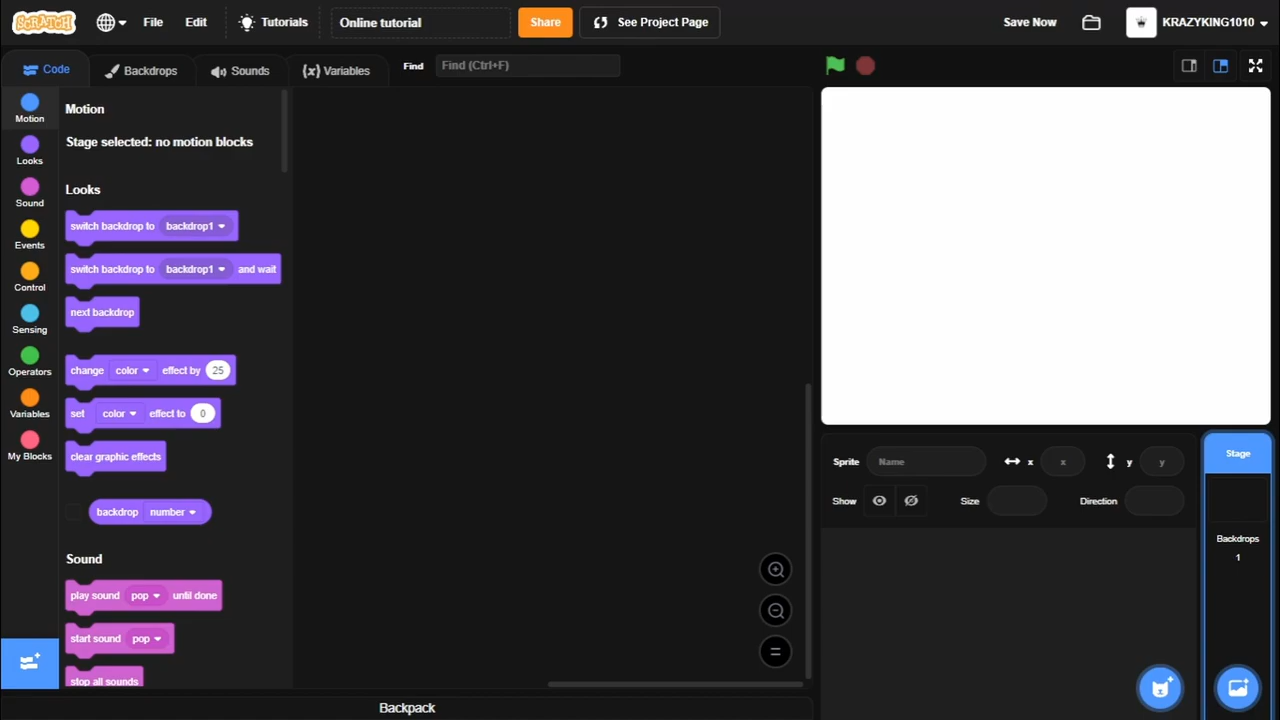 SCRATCH File Edit Tutorials Online tutorial Share See Project Page Save Now KRAZYKING1010
Code Backdrops Sounds (x) Variables Find Find (Ctrl+F)
Motion
Looks
Sound
Events
Control
Sensing
Operators
Variables
My Blocks
Motion
Stage selected: no motion blocks
Looks
switch backdrop to backdrop1
switch backdrop to backdrop1 and wait
next backdrop
change color effect by 25
set color effect to 0
clear graphic effects
backdrop number
Sound
play sound pop until done
start sound pop
stop all sounds
Sprite Name x x y y
Show Size Direction
Stage
Backdrops
1
Backpack